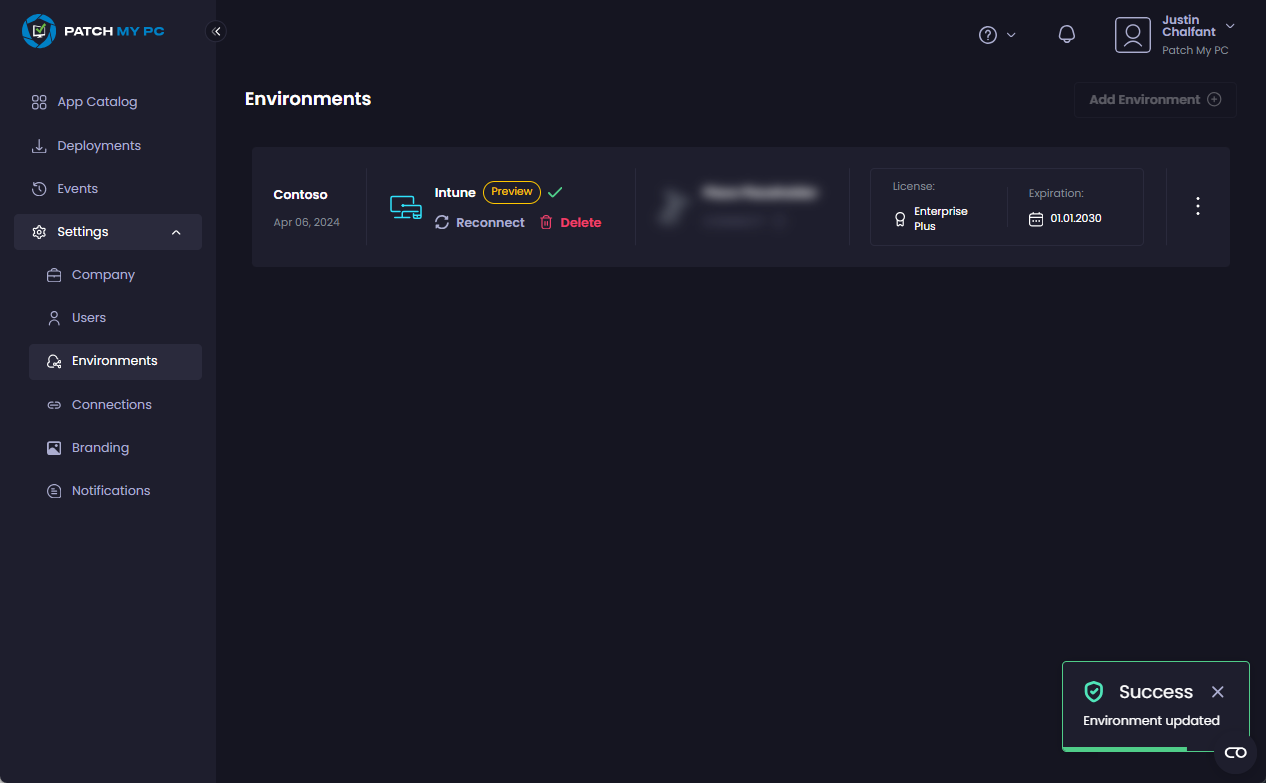 PATCH MY PC
Justin
Chalfant
Patch My PC
App Catalog
Deployments
Events
Settings
Company
Users
Environments
Connections
Branding
Notifications
Environments
Add Environment
Contoso
Apr 06, 2024
Intune Preview
Reconnect Delete
License:
Enterprise
Plus
Expiration:
01.01.2030
Success
Environment updated